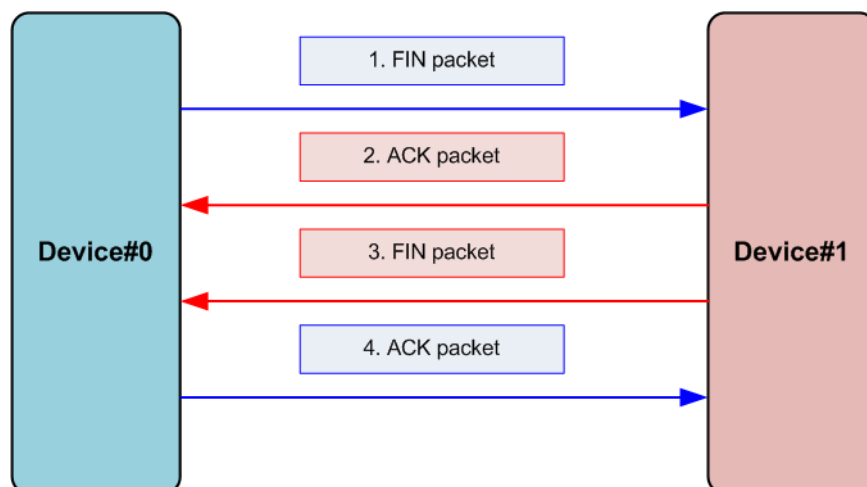 1. FIN packet
2. ACK packet
Device#0
3. FIN packet
Device#1
4. ACK packet